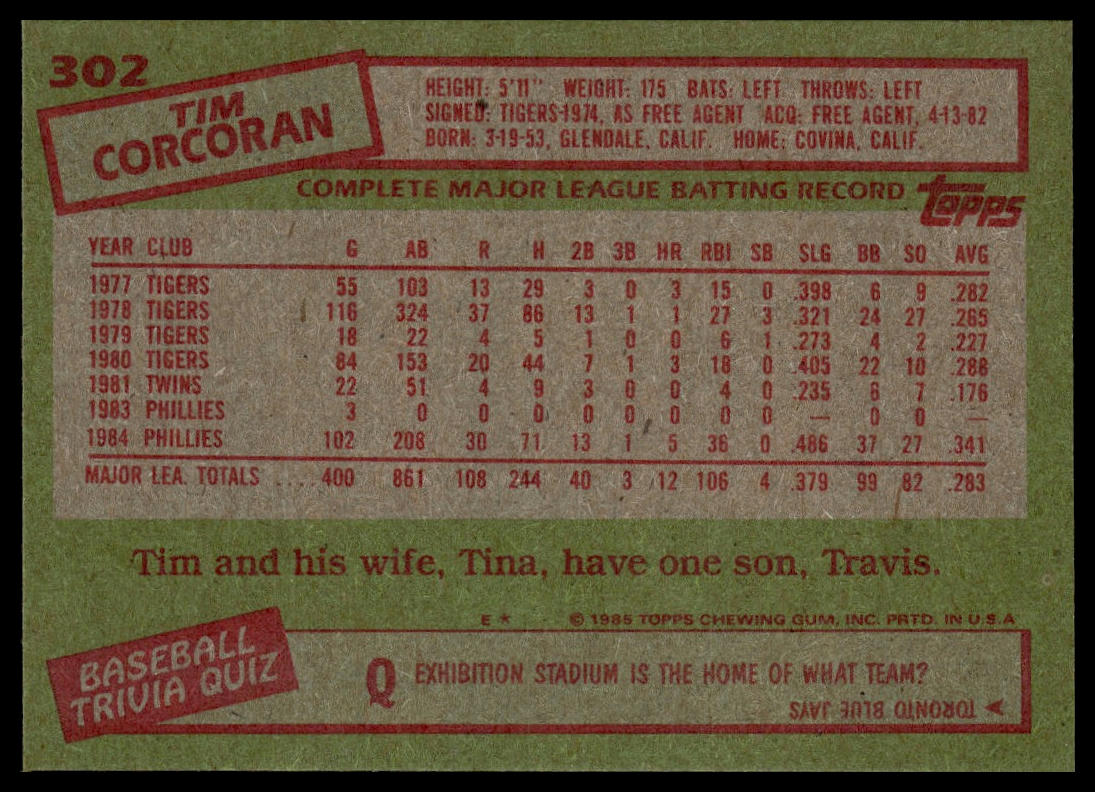 302
TIM
CORCORAN
HEIGHT: 5'11" WEIGHT: 175 BATS: LEFT THROWS: LEFT
SIGNED: TIGERS-1974, AS FREE AGENT ACQ: FREE AGENT, 4-13-82
BORN: 3-19-53, GLENDALE, CALIF. HOME: COVINA, CALIF.
COMPLETE MAJOR LEAGUE BATTING RECORD
topps
YEAR CLUB G AB R H 2B 3B HR RBI SB SLG BB SO AVG
1977 TIGERS 55 103 13 29 3 0 3 15 0 .398 6 9 .282
1978 TIGERS 116 324 37 86 13 1 1 27 3 .321 24 27 .265
1979 TIGERS 18 22 4 5 1 0 0 6 1 .273 4 2 .227
1980 TIGERS 84 153 20 44 7 1 3 18 0 .405 22 10 .288
1981 TWINS 22 51 4 9 3 0 0 4 0 .235 6 7 .176
1983 PHILLIES 3 0 0 0 0 0 0 0 0 — 0 0 —
1984 PHILLIES 102 208 30 71 13 1 5 36 0 .486 37 27 .341
MAJOR LEA. TOTALS .... 400 861 108 244 40 3 12 106 4 .379 99 82 .283
Tim and his wife, Tina, have one son, Travis.
E* © 1985 TOPPS CHEWING GUM, INC. PRTD. IN U.S.A
BASEBALL
TRIVIA QUIZ
Q EXHIBITION STADIUM IS THE HOME OF WHAT TEAM?
A TORONTO BLUE JAYS